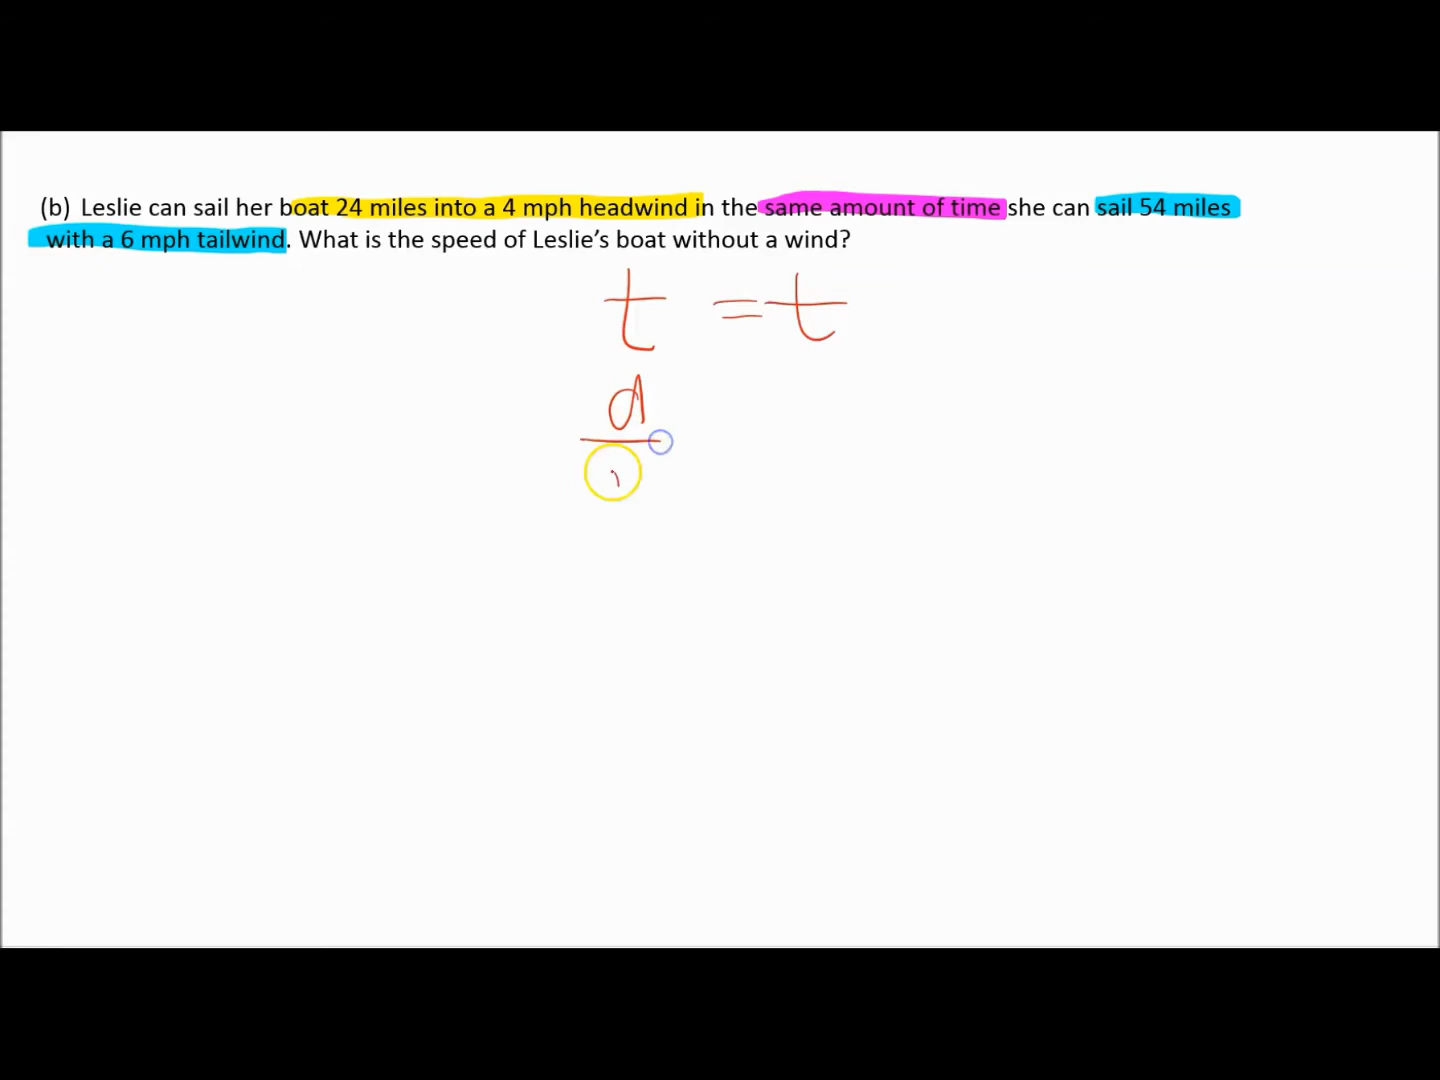 (b) Leslie can sail her boat 24 miles into a 4 mph headwind in the same amount of time she can sail 54 miles
with a 6 mph tailwind. What is the speed of Leslie’s boat without a wind?
t = t
d